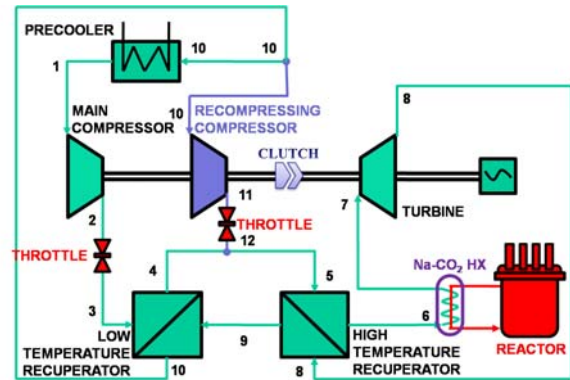 PRECOOLER
10
10
1
8
10
RECOMPRESSING
COMPRESSOR
MAIN
COMPRESSOR
CLUTCH
11
2
7
TURBINE
THROTTLE
THROTTLE
12
Na-CO₂ HX
4
5
3
6
LOW
TEMPERATURE
RECUPERATOR
9
HIGH
TEMPERATURE
RECUPERATOR
REACTOR
10
8